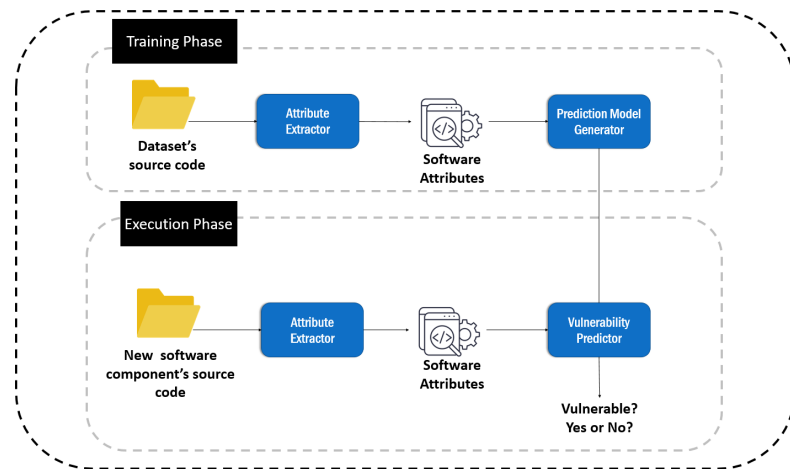 Training Phase
Dataset's
source code
Attribute
Extractor
Software
Attributes
Prediction Model
Generator
Execution Phase
New  software
component's source
code
Attribute
Extractor
Software
Attributes
Vulnerability
Predictor
Vulnerable?
Yes or No?